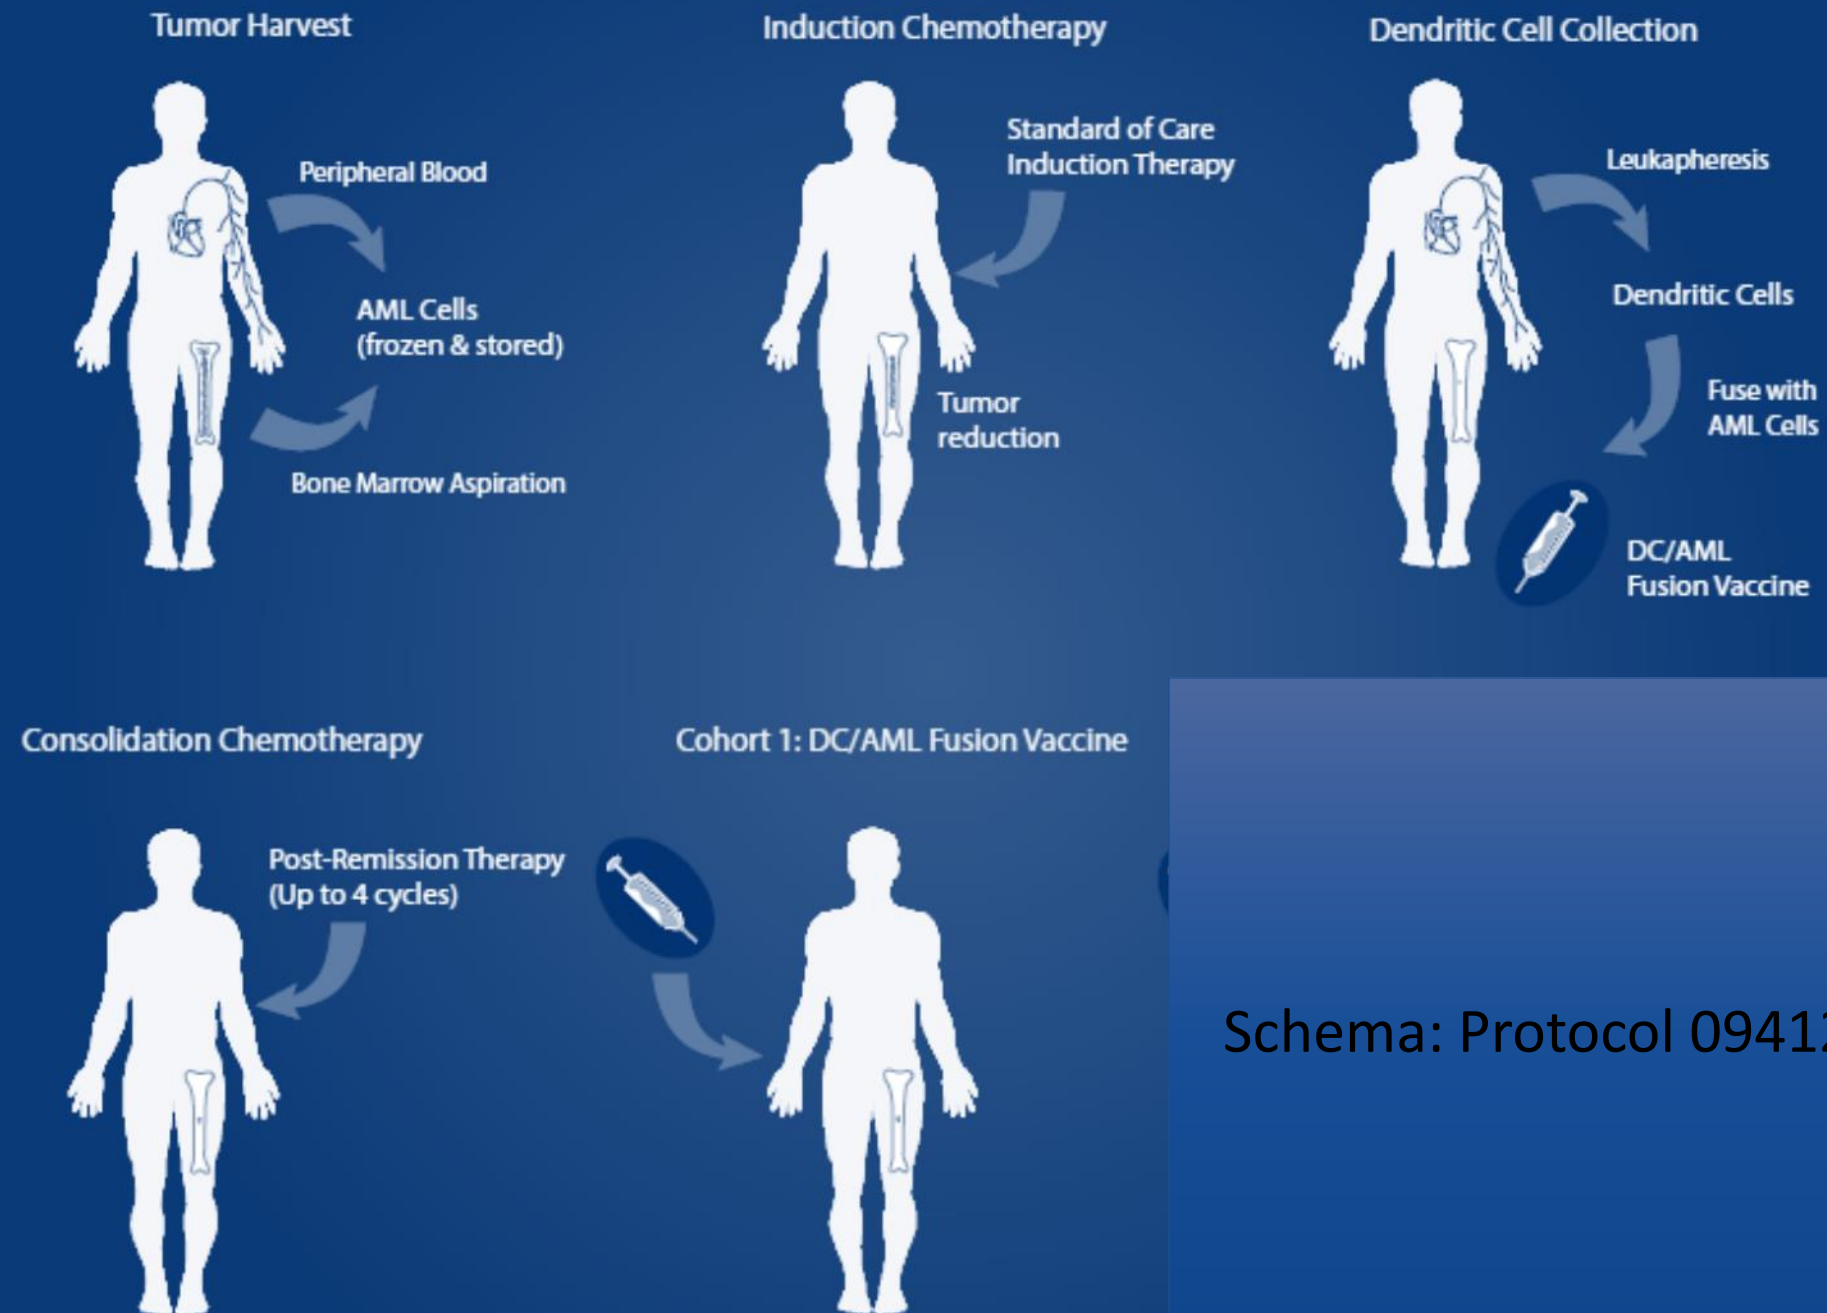 Tumor Harvest
Peripheral Blood
AML Cells
(frozen & stored)
Bone Marrow Aspiration
Induction Chemotherapy
Standard of Care
Induction Therapy
Tumor
reduction
Dendritic Cell Collection
Leukapheresis
Dendritic Cells
Fuse with
AML Cells
DC/AML
Fusion Vaccine
Consolidation Chemotherapy
Post-Remission Therapy
(Up to 4 cycles)
Cohort 1: DC/AML Fusion Vaccine
Schema: Protocol 09412